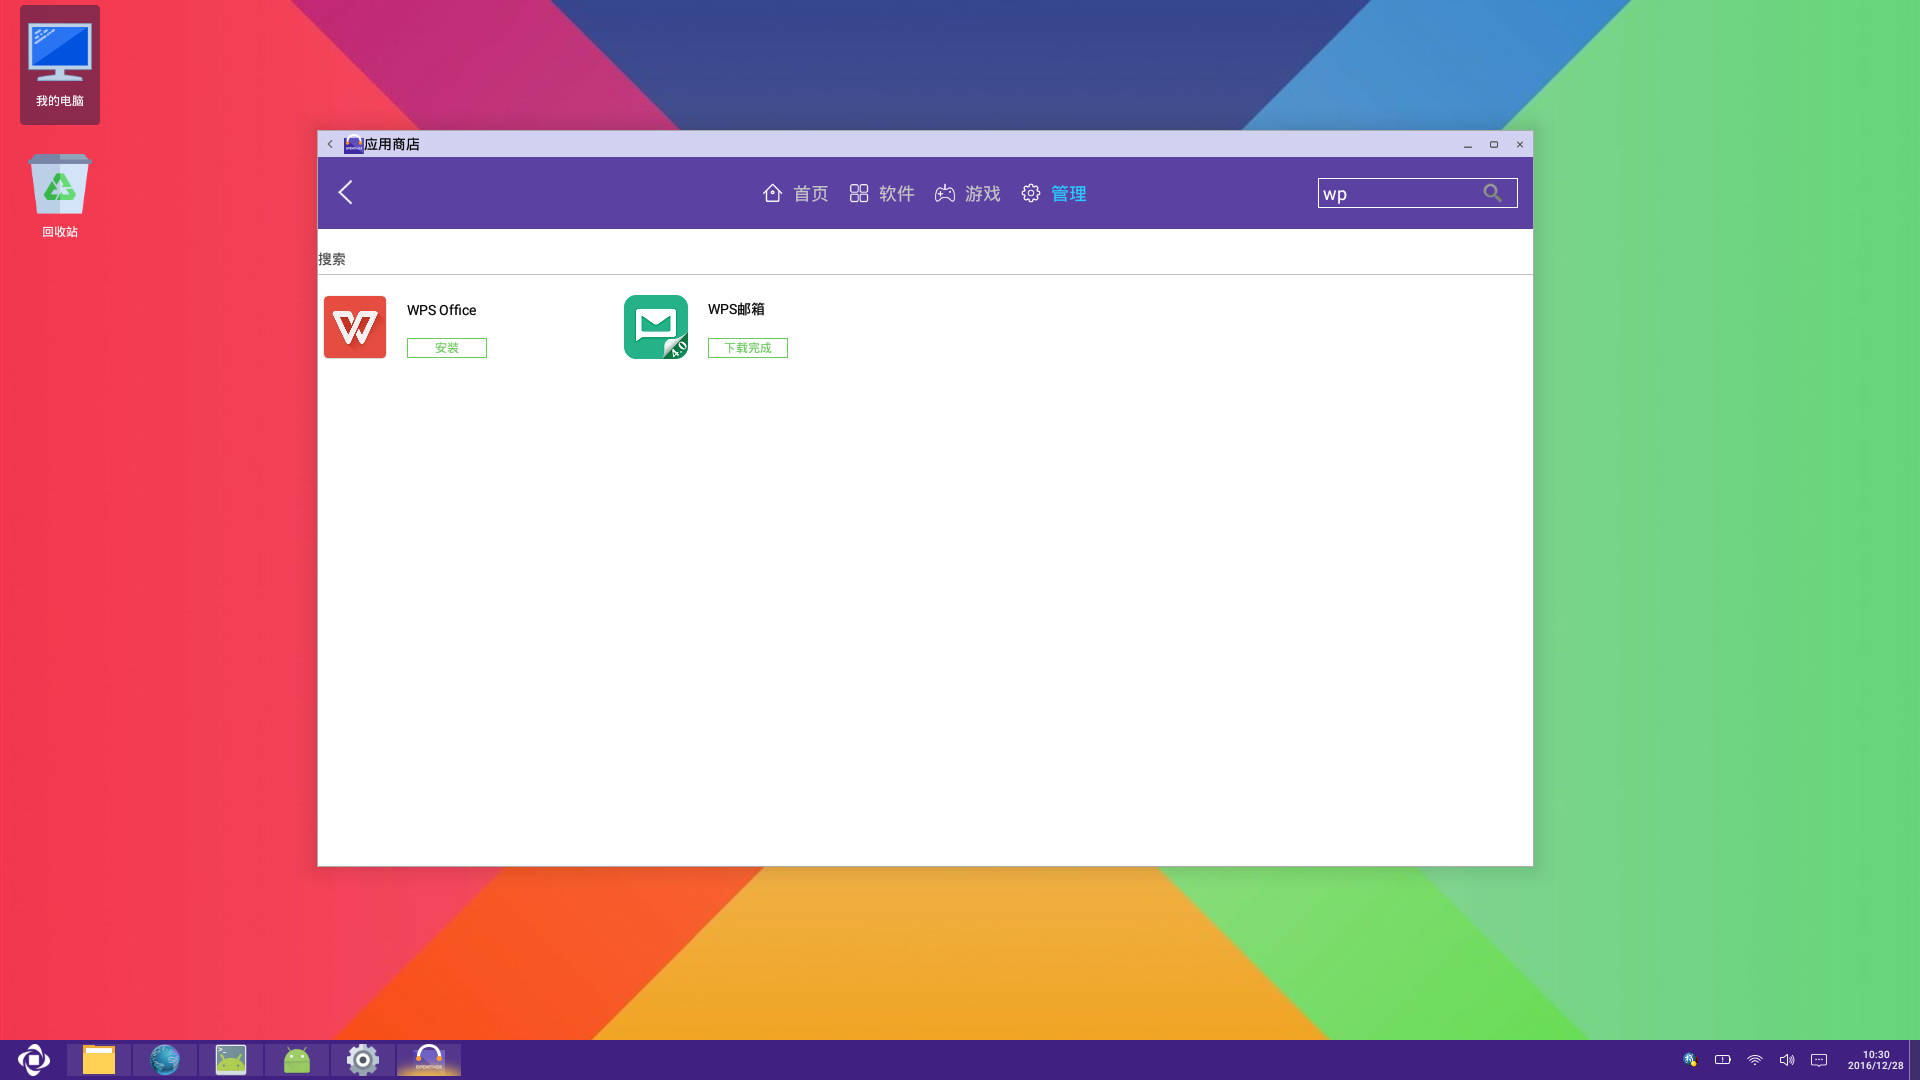 我的电脑
回收站
应用商店
首页
软件
游戏
管理
wp
搜索
WPS Office
安装
4.0
WPS邮箱
下载完成
10:30
2016/12/28